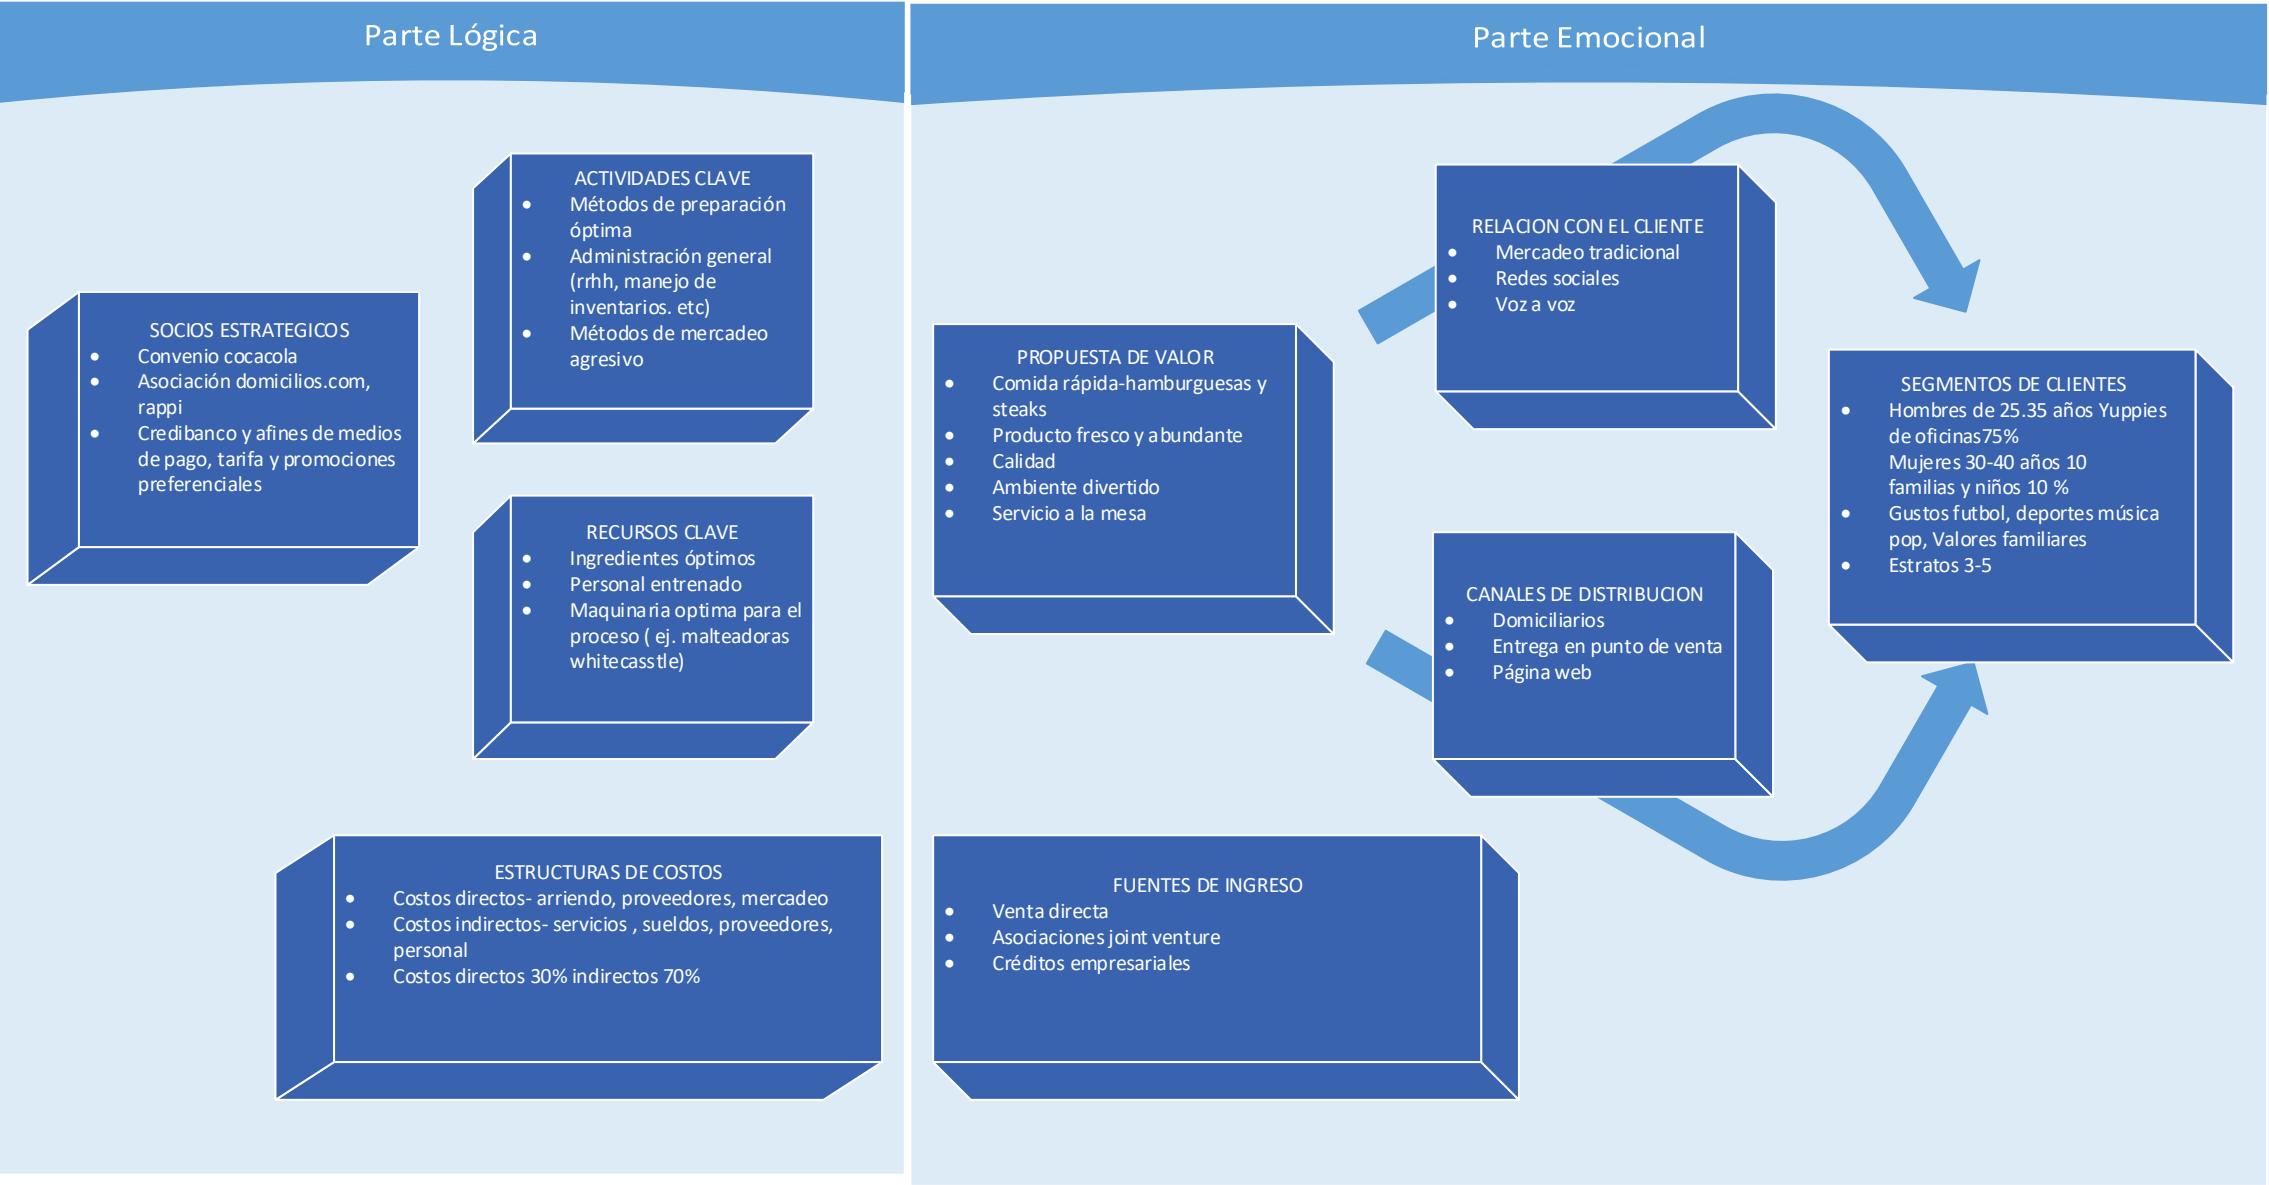 Parte Lógica
Parte Emocional
ACTIVIDADES CLAVE
• Métodos de preparación
óptima
• Administración general
(rrhh, manejo de
inventarios. etc)
• Métodos de mercadeo
agresivo
SOCIOS ESTRATEGICOS
• Convenio cocacola
• Asociación domicilios.com,
rappi
• Credibanco y afines de medios
de pago, tarifa y promociones
preferenciales
RECURSOS CLAVE
• Ingredientes óptimos
• Personal entrenado
• Maquinaria optima para el
proceso ( ej. malteadoras
whitecasstle)
ESTRUCTURAS DE COSTOS
• Costos directos- arriendo, proveedores, mercadeo
• Costos indirectos- servicios , sueldos, proveedores,
personal
• Costos directos 30% indirectos 70%
RELACION CON EL CLIENTE
• Mercadeo tradicional
• Redes sociales
• Voz a voz
PROPUESTA DE VALOR
• Comida rápida-hamburguesas y
steaks
• Producto fresco y abundante
• Calidad
• Ambiente divertido
• Servicio a la mesa
SEGMENTOS DE CLIENTES
• Hombres de 25.35 años Yuppies
de oficinas75%
Mujeres 30-40 años 10
familias y niños 10 %
• Gustos futbol, deportes música
pop, Valores familiares
• Estratos 3-5
CANALES DE DISTRIBUCION
• Domiciliarios
• Entrega en punto de venta
• Página web
FUENTES DE INGRESO
• Venta directa
• Asociaciones joint venture
• Créditos empresariales